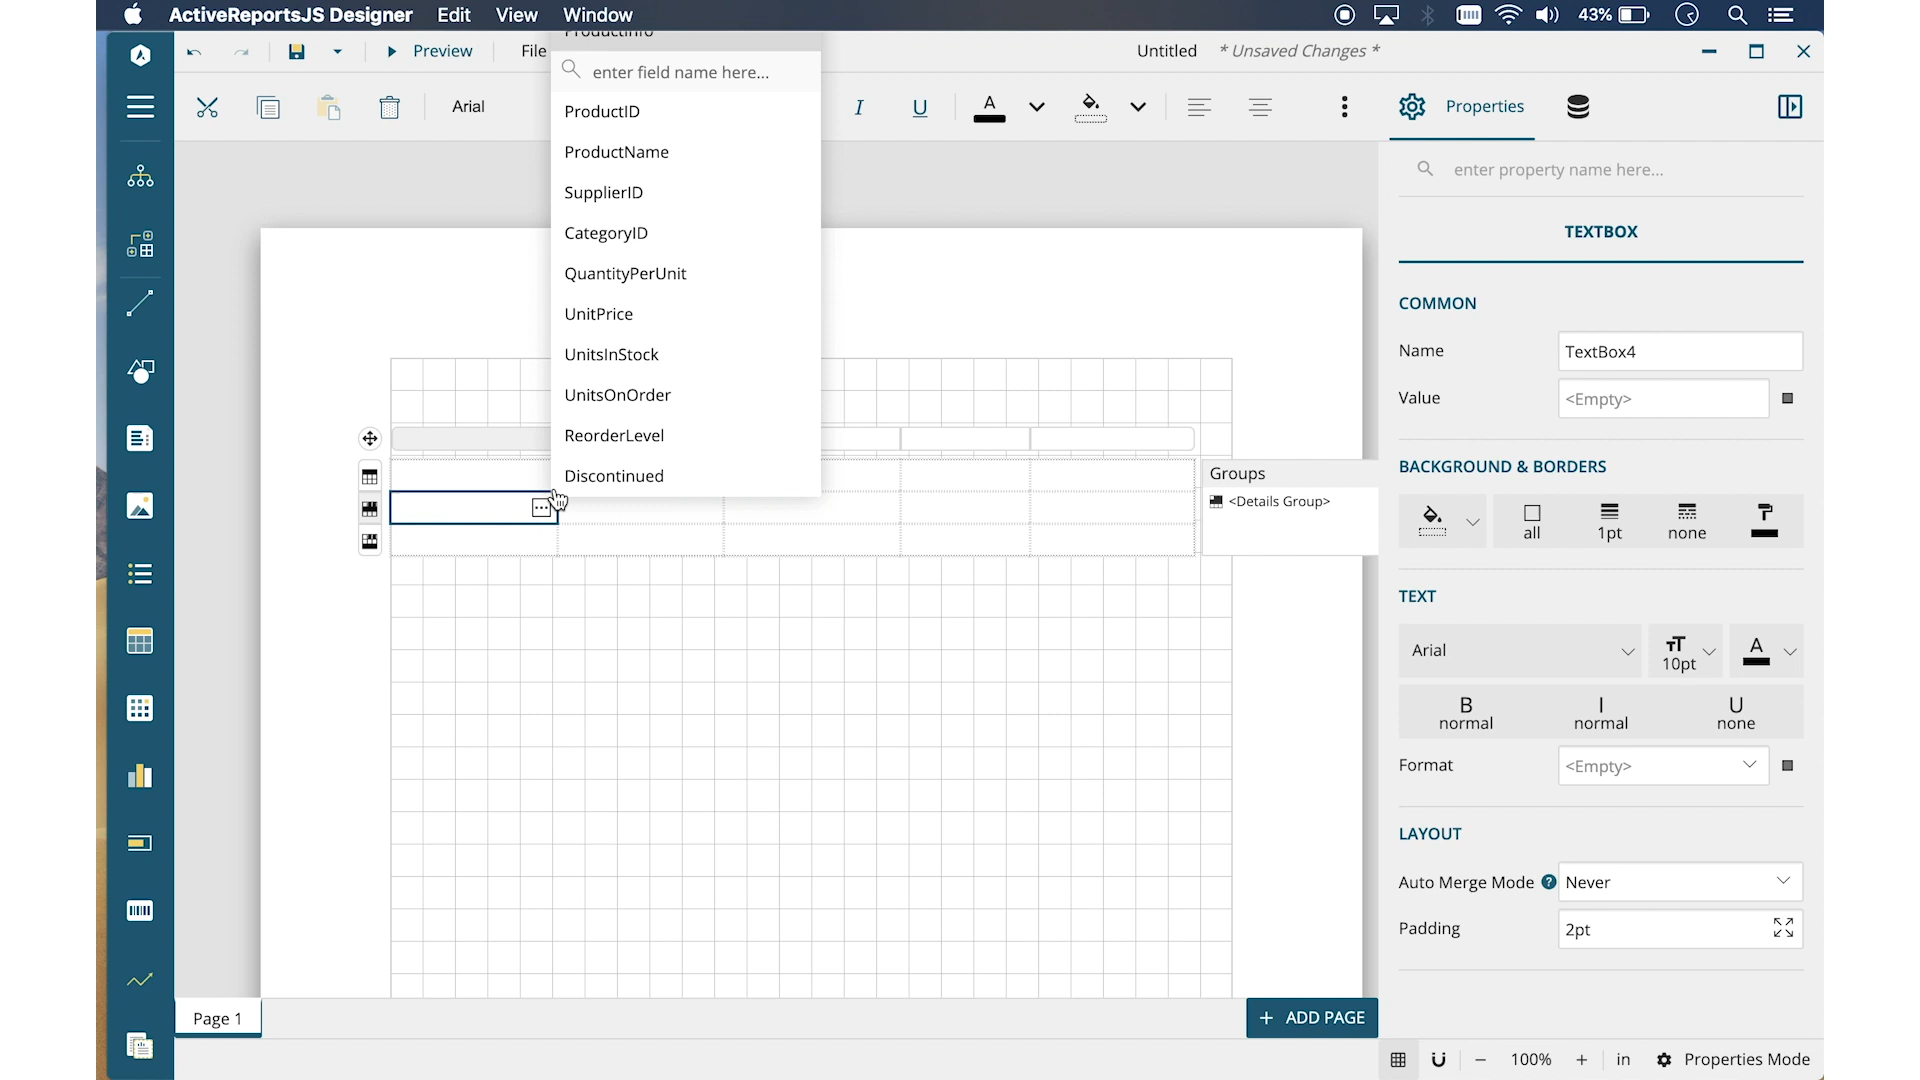 ActiveReportsJS Designer Edit View Window 43%
Preview File Untitled * Unsaved Changes *
ProductInfo
enter field name here...
Arial I U A Properties
ProductID
ProductName
SupplierID
CategoryID
QuantityPerUnit
UnitPrice
UnitsInStock
UnitsOnOrder
ReorderLevel
Discontinued
Groups
<Details Group>
enter property name here...
TEXTBOX
COMMON
Name TextBox4
Value <Empty>
BACKGROUND & BORDERS
all 1pt none
TEXT
Arial TT 10pt A
B I U
normal normal none
Format <Empty>
LAYOUT
Auto Merge Mode ? Never
Padding 2pt
Page 1 + ADD PAGE
100% + in Properties Mode